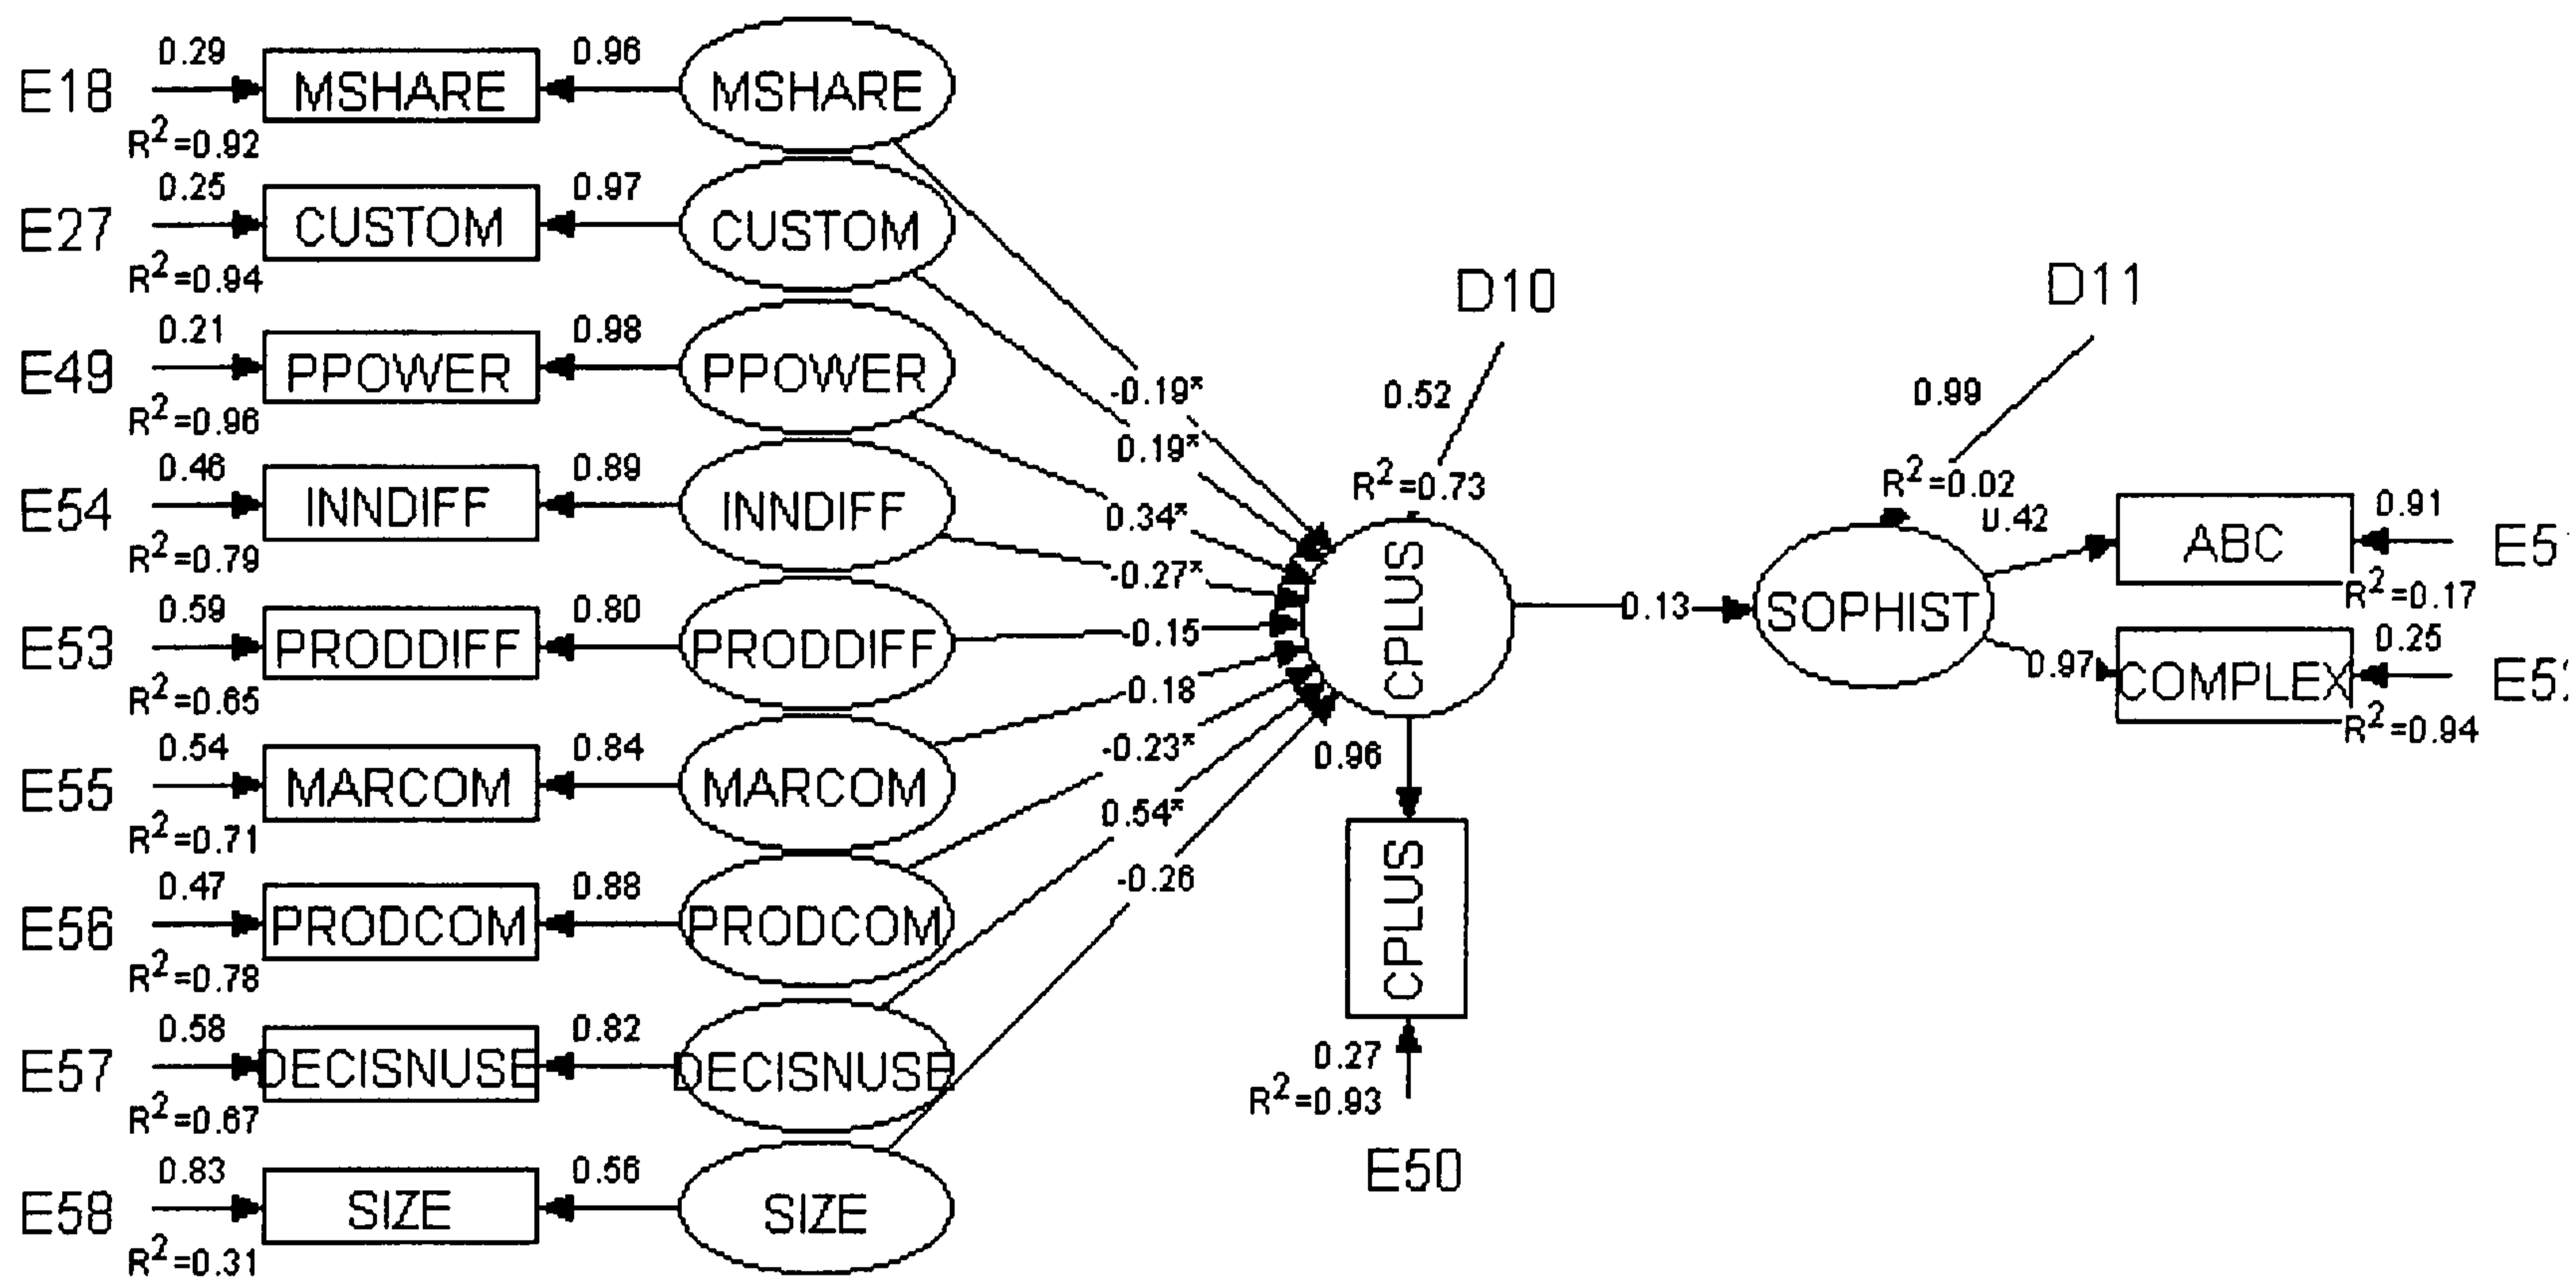 0.29 0.96
E18 MSHARE MSHARE
R²=0.92
0.25 0.97
E27 CUSTOM CUSTOM
R²=0.94
0.21 0.98
E49 PPOWER PPOWER
R²=0.96
0.46 0.89
E54 INNDIFF INNDIFF
R²=0.79
0.59 0.80
E53 PRODDIFF PRODDIFF
R²=0.65
0.54 0.84
E55 MARCOM MARCOM
R²=0.71
0.47 0.88
E56 PRODCOM PRODCOM
R²=0.78
0.58 0.82
E57 DECISNUSE DECISNUSE
R²=0.67
0.83 0.56
E58 SIZE SIZE
R²=0.31
-0.19*
0.19*
0.34*
-0.27*
0.15
0.18
-0.23*
0.54*
-0.26
D10
0.52
R²=0.73
CPLUS
0.96
CPLUS
0.27
R²=0.93
E50
0.13
D11
0.99
R²=0.02
SOPHIST
0.42
ABC
0.91
E5
R²=0.17
0.97
COMPLEX
0.25
R²=0.94